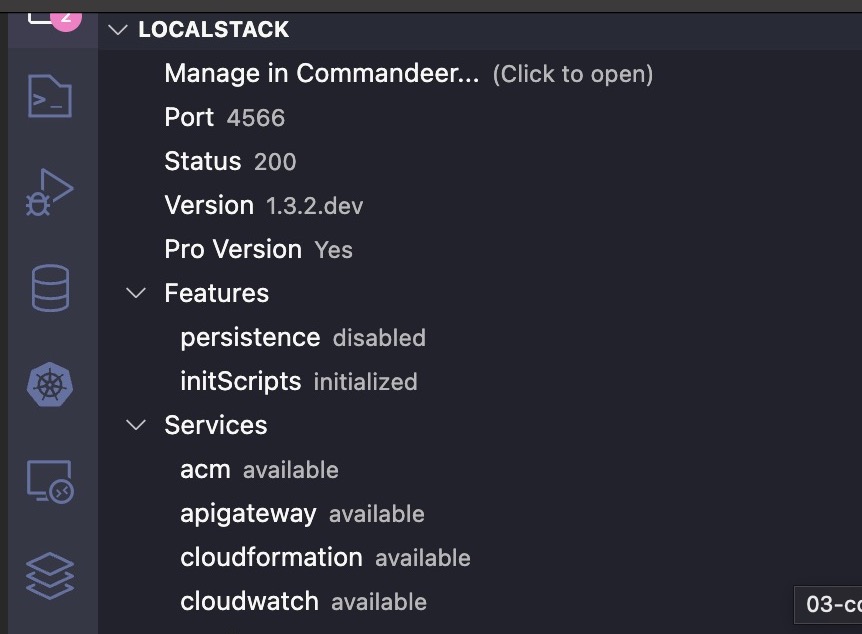 2
LOCALSTACK
Manage in Commandeer... (Click to open)
Port 4566
Status 200
Version 1.3.2.dev
Pro Version Yes
Features
persistence disabled
initScripts initialized
Services
acm available
apigateway available
cloudformation available
cloudwatch available
03-co